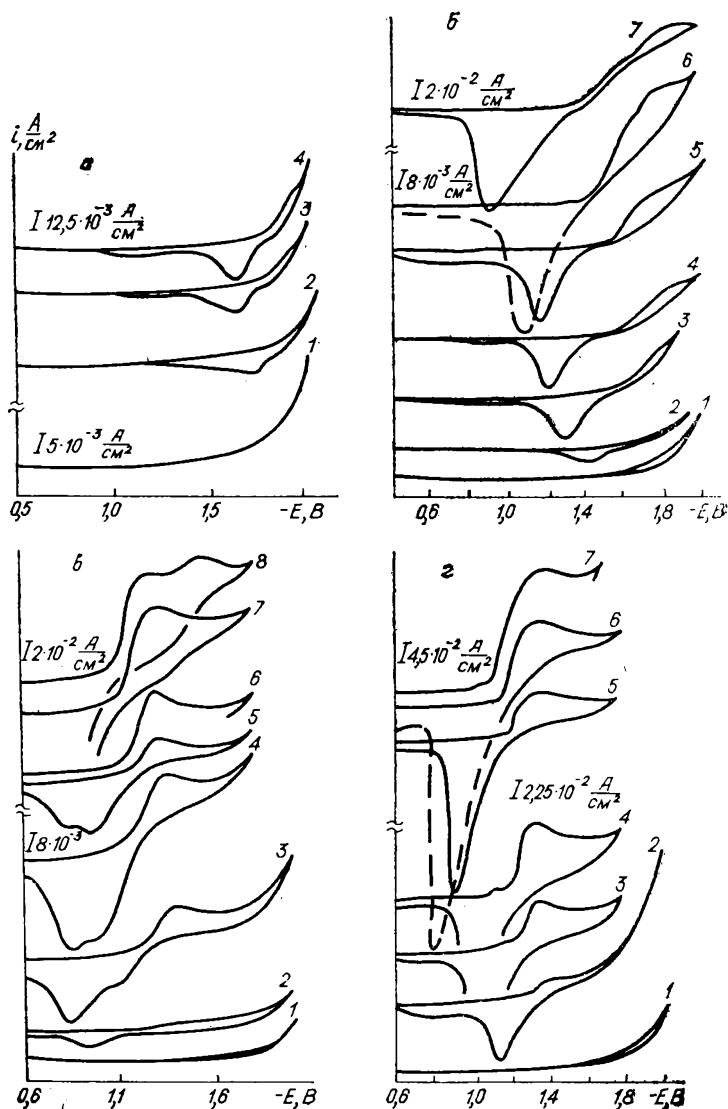 i, A/см²
а
I 12,5·10⁻³ A/см²
4
3
2
1
I 5·10⁻³ A/см²
0,5 1,0 1,5 -E,В
б
7
I 2·10⁻² A/см²
6
I 8·10⁻³ A/см²
5
4
3
2 1
0,6 1,0 1,4 1,8 -E,В
в
8
I 2·10⁻² A/см²
7
6
5
4
I 8·10⁻³
3
2
1
0,6 1,1 1,6 -E,В
г
7
I 4,5·10⁻² A/см²
6
5
I 2,25·10⁻² A/см²
4
2
3
1
0,6 1,0 1,4 1,8 -E,В